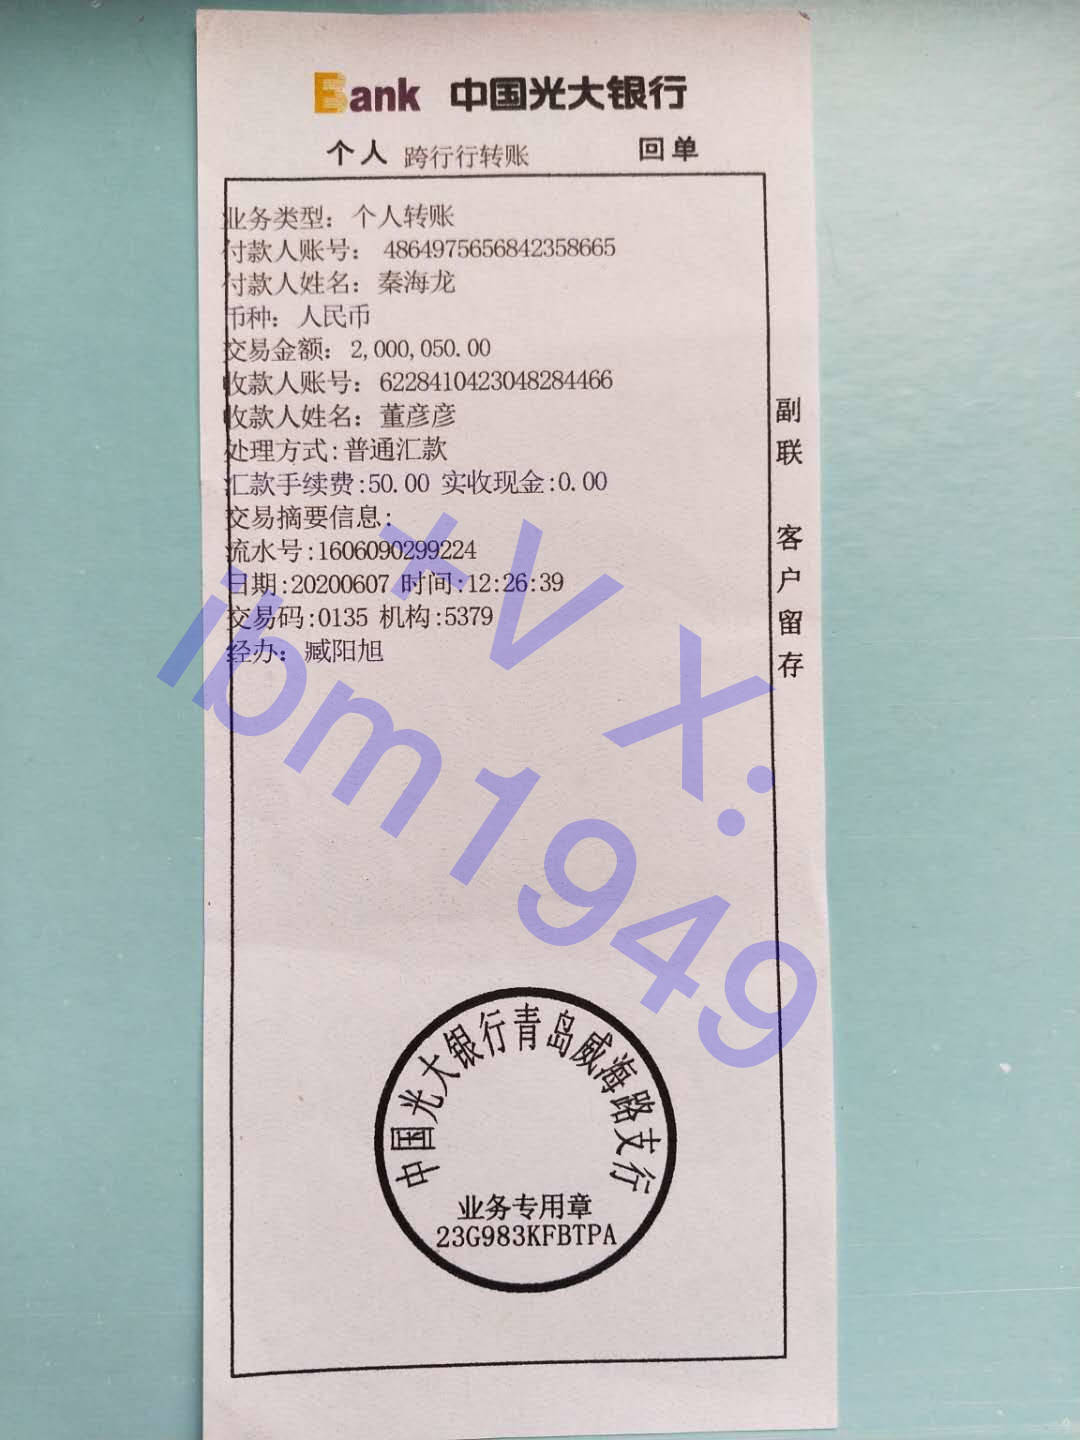 Bank 中国光大银行
个人 跨行行转账 回单
业务类型：个人转账
付款人账号： 4864975656842358665
付款人姓名：秦海龙
币种：人民币
交易金额：2,000,050.00
收款人账号：6228410423048284466
收款人姓名：董彦彦
处理方式:普通汇款
汇款手续费:50.00 实收现金:0.00
交易摘要信息:
流水号:1606090299224
日期:20200607 时间:12:26:39
交易码:0135 机构:5379
经办：臧阳旭
副联 客户留存
+V X:
ibm1949
中国光大银行青岛威海路支行
业务专用章
23G983KFBTPA